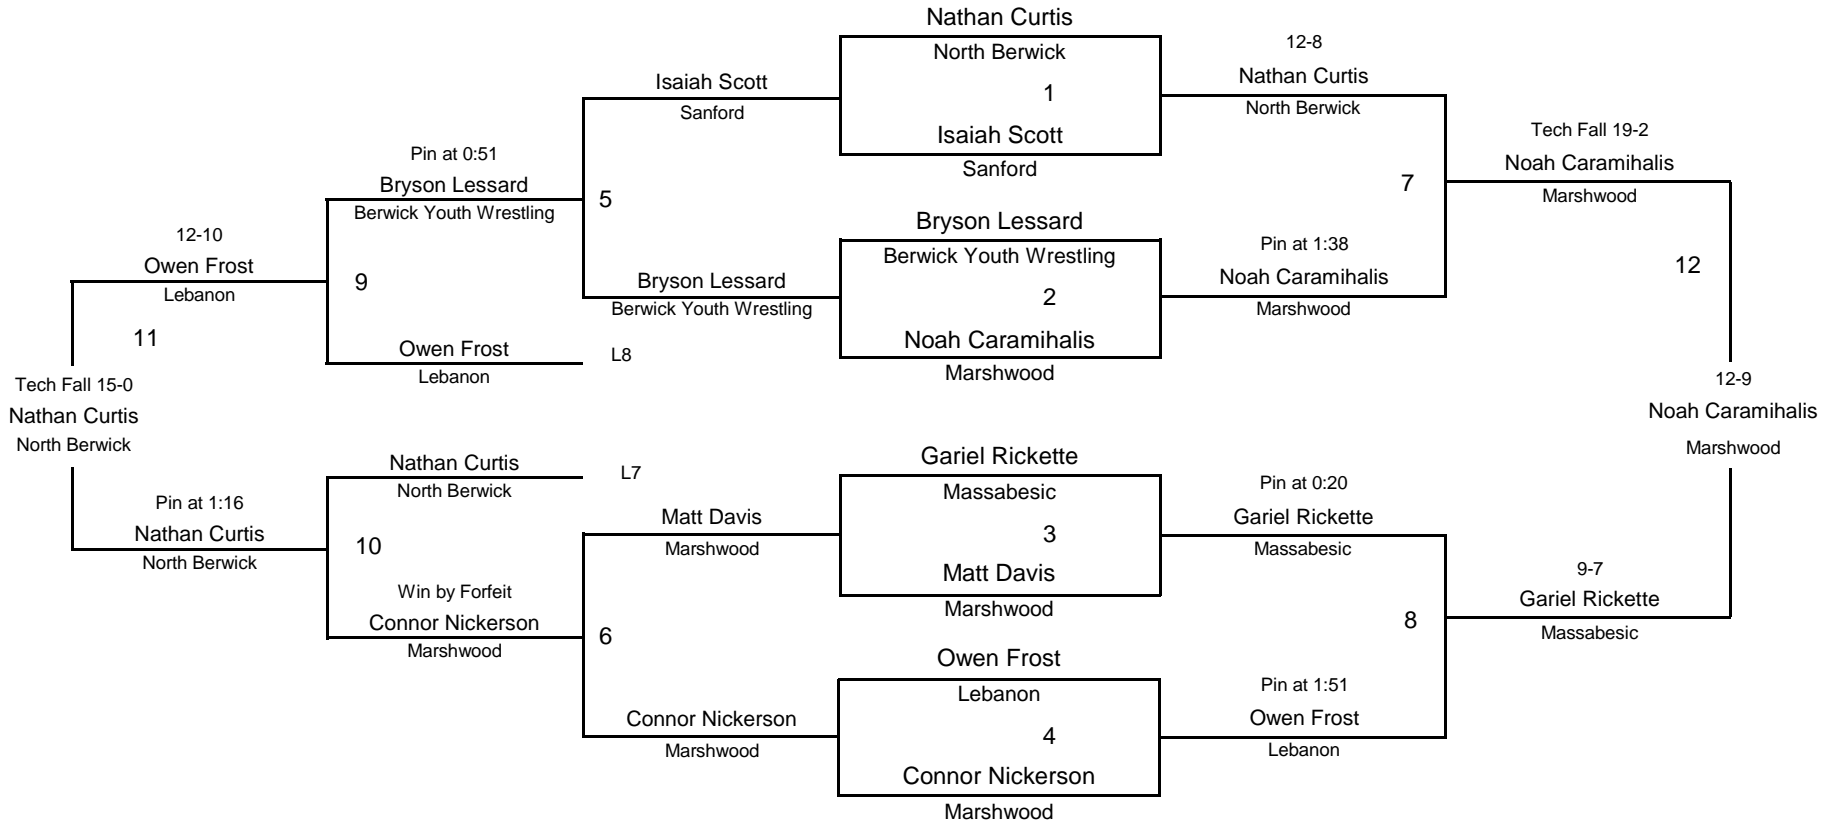 Nathan Curtis
North Berwick
1
Isaiah Scott
Sanford
12-8
Nathan Curtis
North Berwick
Isaiah Scott
Sanford
Tech Fall 19-2
Noah Caramihalis
Marshwood
7
Pin at 0:51
Bryson Lessard
Berwick Youth Wrestling
5
Bryson Lessard
Berwick Youth Wrestling
2
Noah Caramihalis
Marshwood
Pin at 1:38
Noah Caramihalis
Marshwood
12
12-10
Owen Frost
Lebanon
9
Bryson Lessard
Berwick Youth Wrestling
11
Owen Frost
Lebanon
L8
Tech Fall 15-0
Nathan Curtis
North Berwick
12-9
Noah Caramihalis
Marshwood
Nathan Curtis
North Berwick
L7
Gariel Rickette
Massabesic
3
Matt Davis
Marshwood
Pin at 0:20
Gariel Rickette
Massabesic
Pin at 1:16
Nathan Curtis
North Berwick
10
Matt Davis
Marshwood
Win by Forfeit
Connor Nickerson
Marshwood
6
8
9-7
Gariel Rickette
Massabesic
Owen Frost
Lebanon
4
Connor Nickerson
Marshwood
Pin at 1:51
Owen Frost
Lebanon
Connor Nickerson
Marshwood